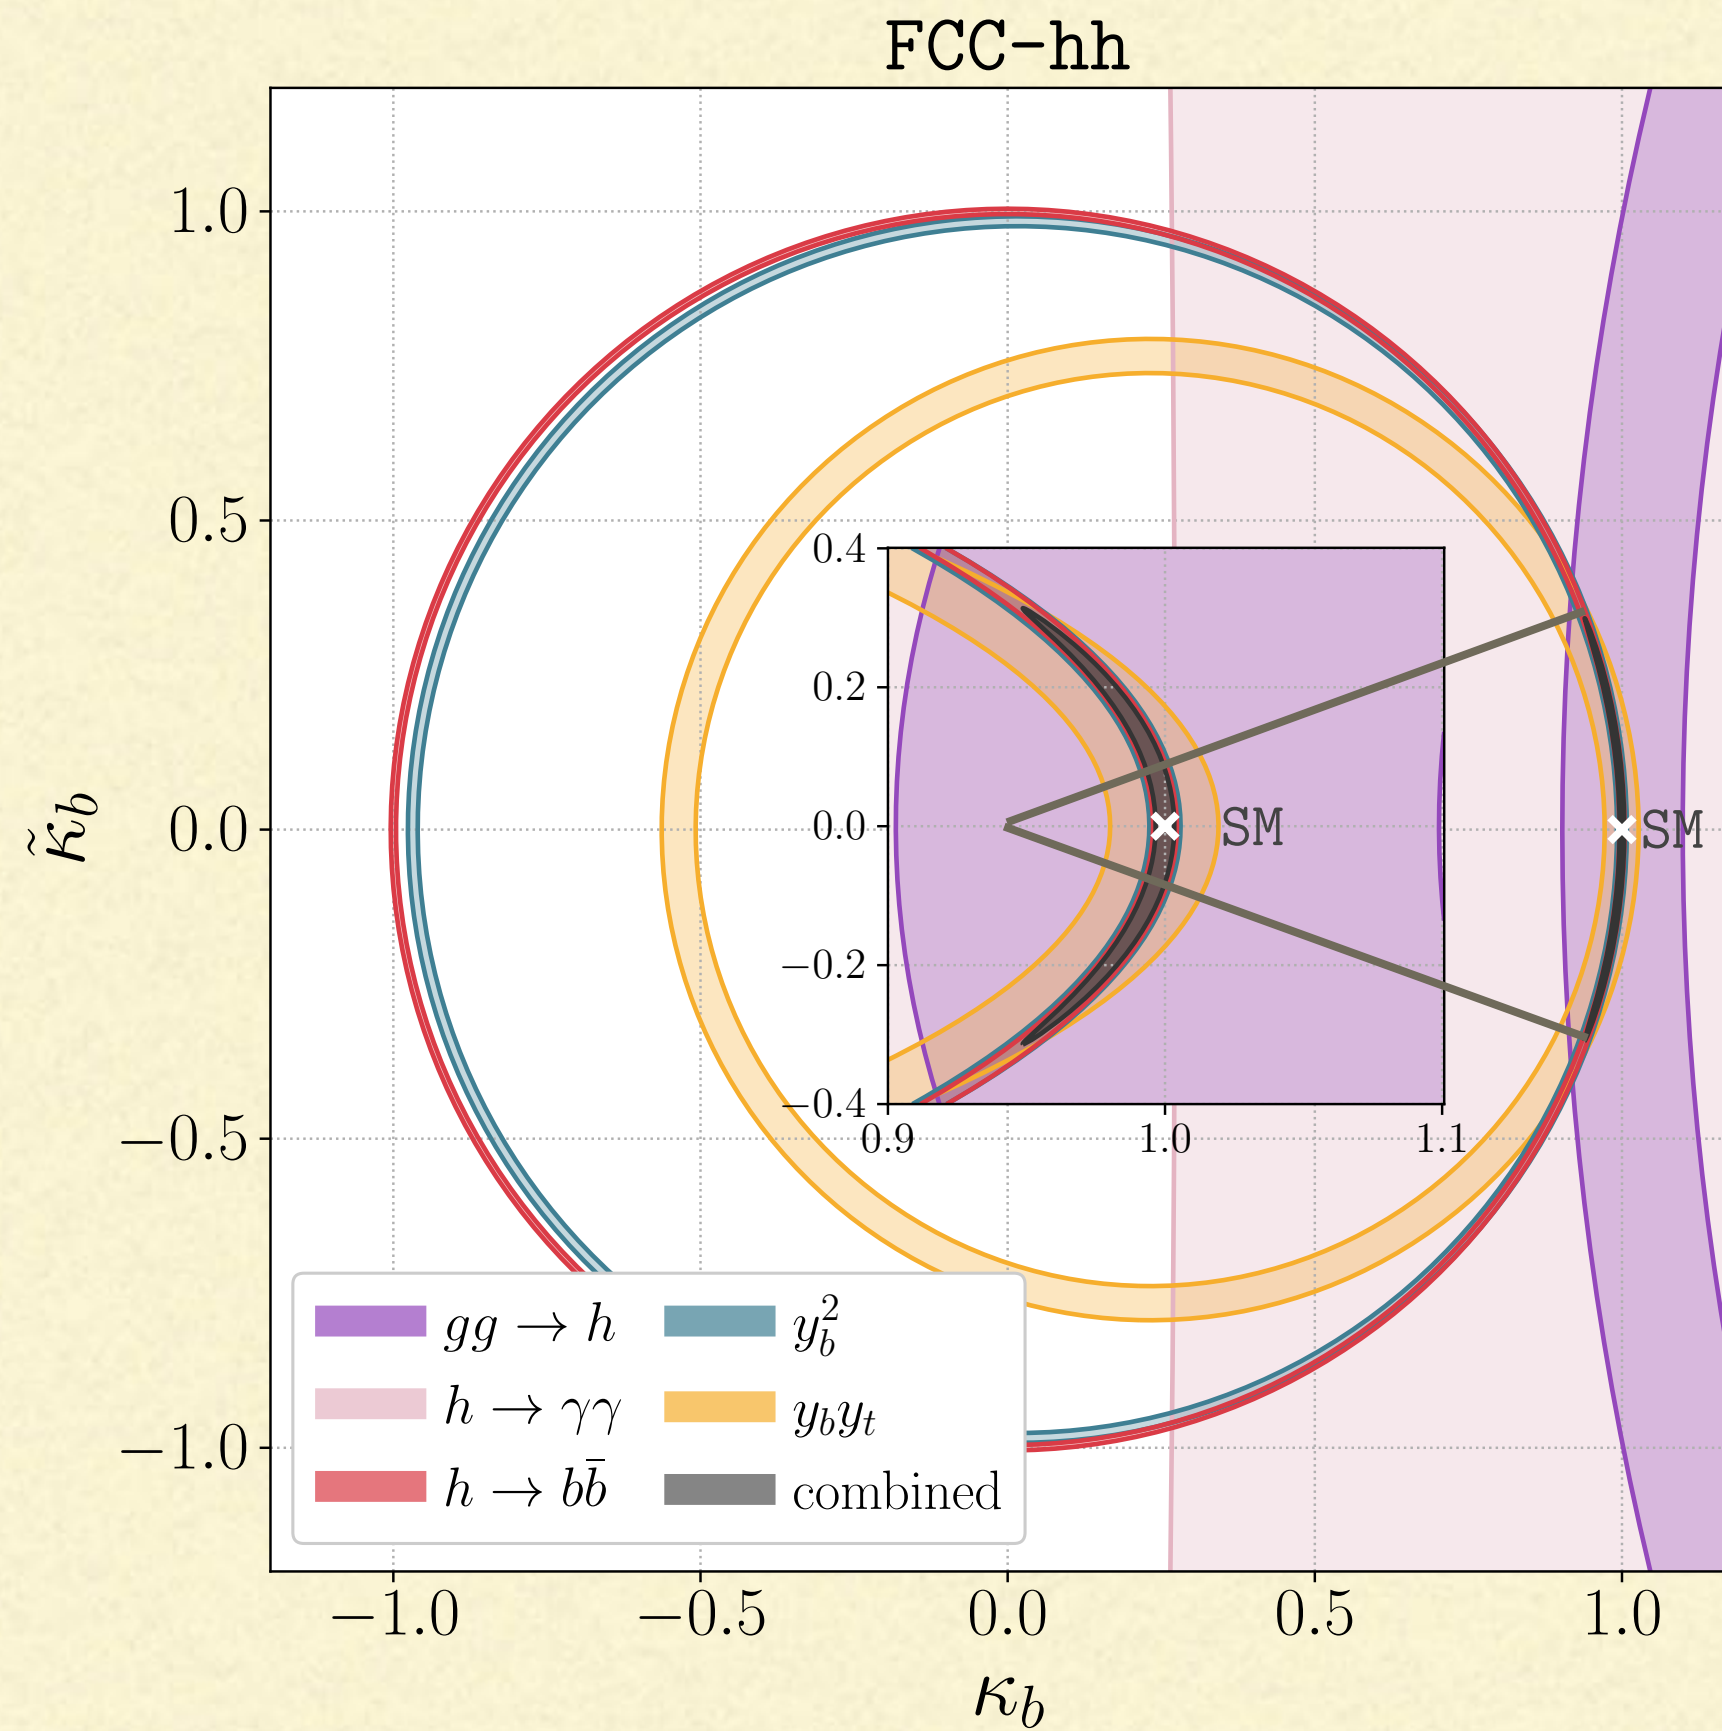 FCC-hh
1.0
0.5
0.0
−0.5
−1.0
κ̃_b
0.4
0.2
0.0
−0.2
−0.4
0.9 1.0 1.1
SM
SM
gg → h
h → γγ
h → bb̄
y_b^2
y_b y_t
combined
−1.0 −0.5 0.0 0.5 1.0
κ_b